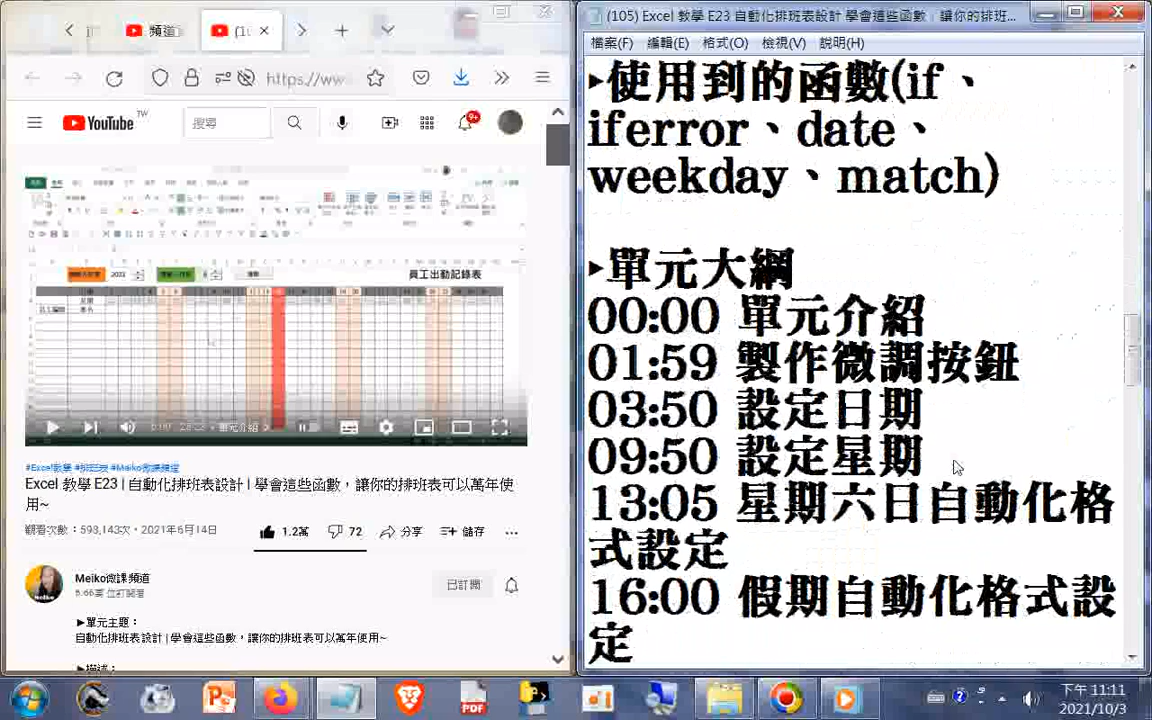 頻道
https://ww
YouTube TW
搜尋
9+
2021
6
員工出勤記錄表
#Excel教學 #排班表 #Meiko微課頻道
Excel 教學 E23 | 自動化排班表設計 | 學會這些函數，讓你的排班表可以萬年使
用~
觀看次數：593,143次•2021年6月14日
1.2萬
72
分享
儲存
Meiko微課頻道
已訂閱
►單元主題：
自動化排班表設計 | 學會這些函數，讓你的排班表可以萬年使用~
►描述：
(105) Excel 教學 E23 自動化排班表設計 學會這些函數，讓你的排班...
檔案(F) 編輯(E) 格式(O) 檢視(V) 說明(H)
▸使用到的函數(if、
iferror、date、
weekday、match)
▸單元大綱
00:00 單元介紹
01:59 製作微調按鈕
03:50 設定日期
09:50 設定星期
13:05 星期六日自動化格
式設定
16:00 假期自動化格式設
定
PDF
下午 11:11
2021/10/3